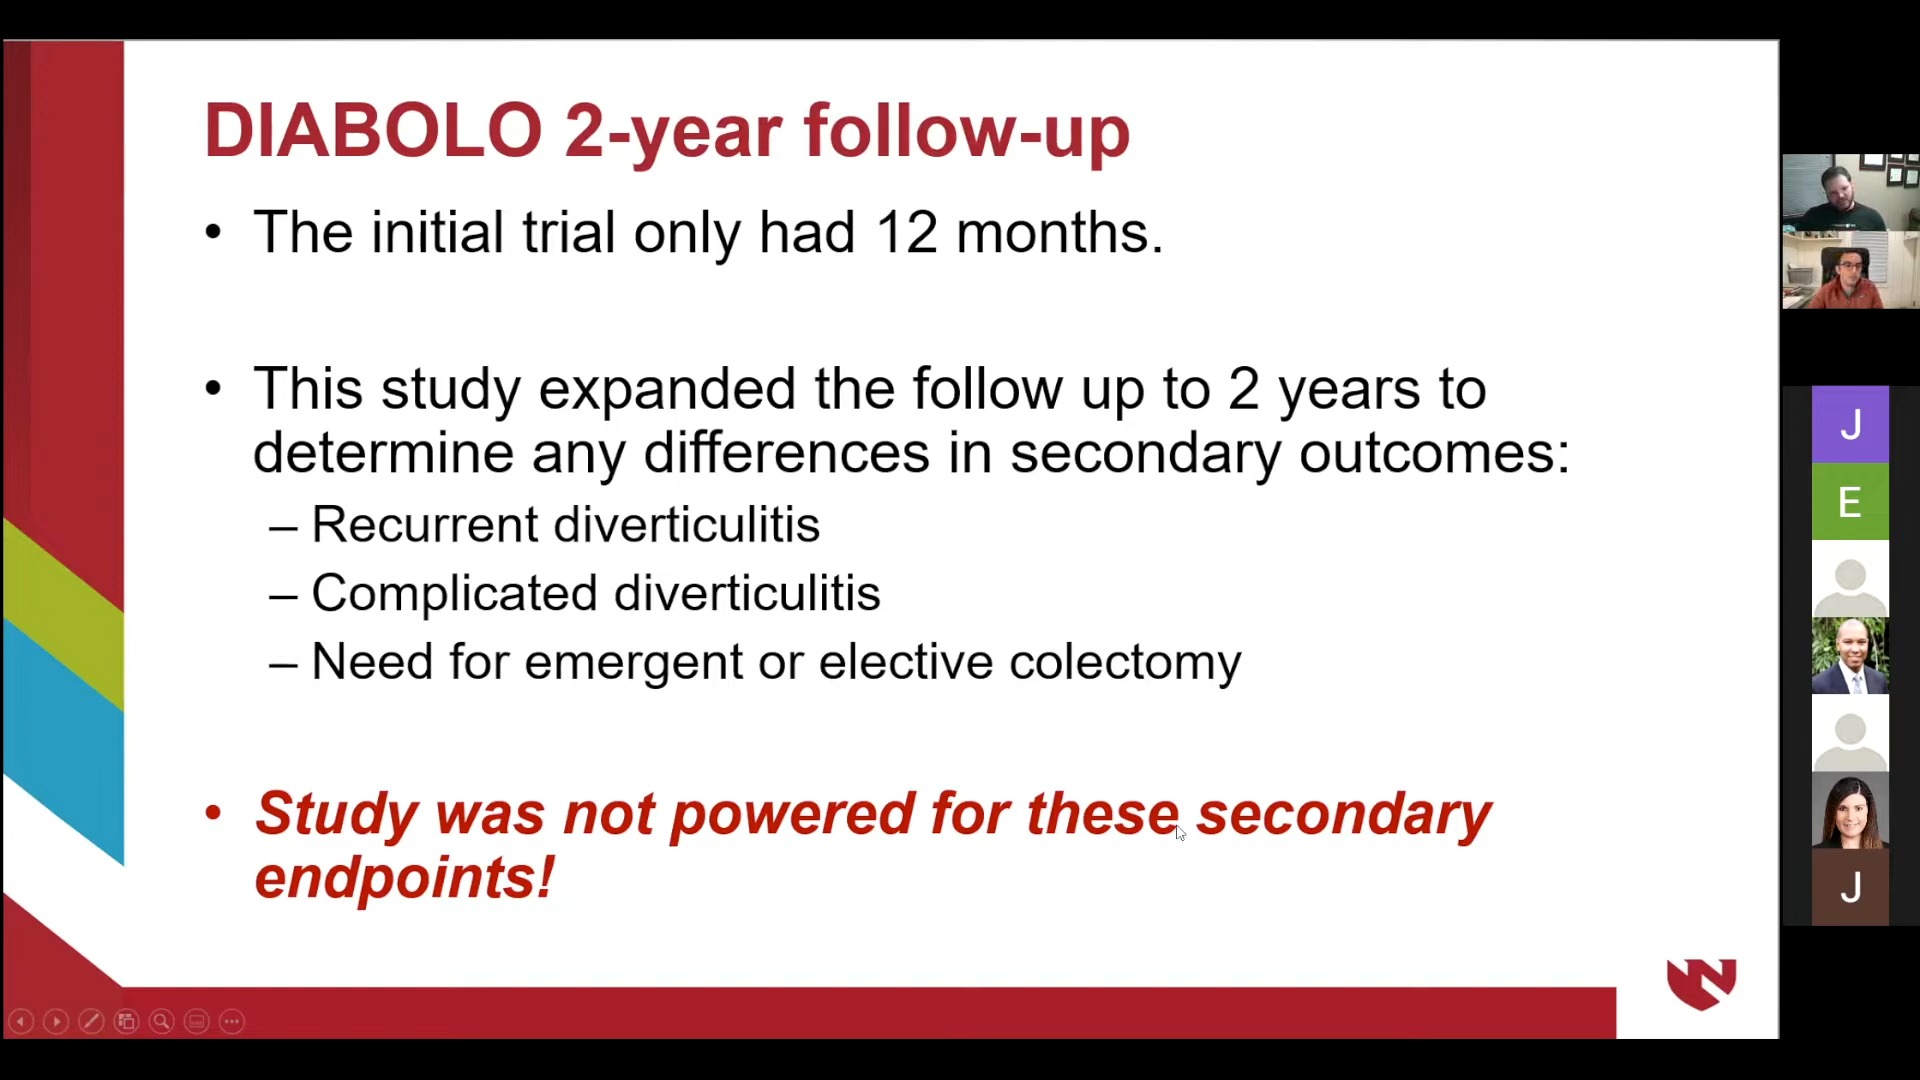 DIABOLO 2-year follow-up
• The initial trial only had 12 months.
• This study expanded the follow up to 2 years to
determine any differences in secondary outcomes:
– Recurrent diverticulitis
– Complicated diverticulitis
– Need for emergent or elective colectomy
• Study was not powered for these secondary
endpoints!
J
E
J
N